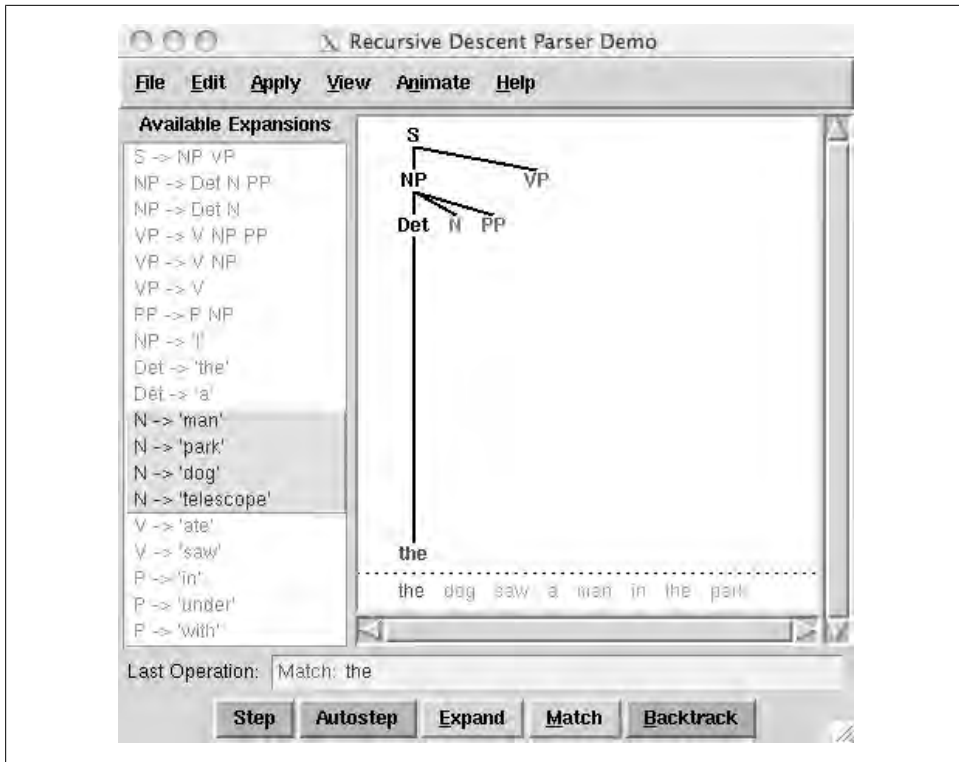 Recursive Descent Parser Demo
File Edit Apply View Animate Help
Available Expansions
S -> NP VP
NP -> Det N PP
NP -> Det N
VP -> V NP PP
VP -> V NP
VP -> V
PP -> P NP
NP -> 'I'
Det -> 'the'
Det -> 'a'
N -> 'man'
N -> 'park'
N -> 'dog'
N -> 'telescope'
V -> 'ate'
V -> 'saw'
P -> 'in'
P -> 'under'
P -> 'with'
S
NP VP
Det N PP
the
the dog saw a man in the park
Last Operation: Match: the
Step Autostep Expand Match Backtrack